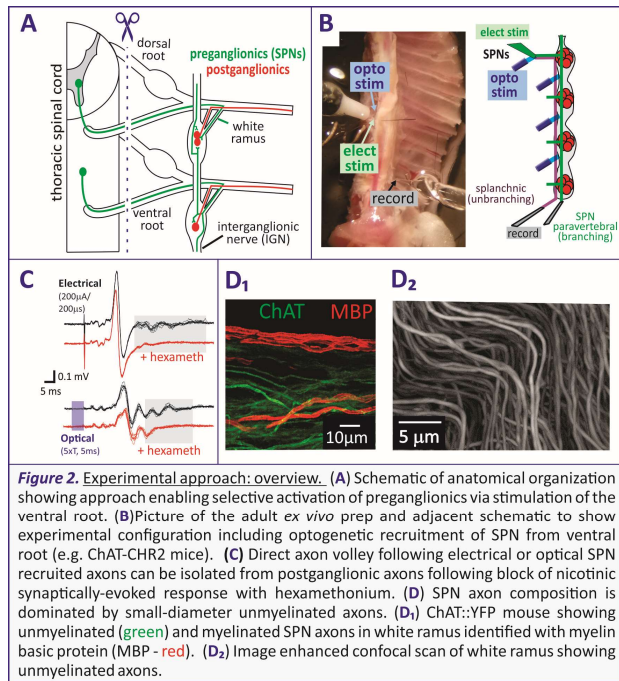 A
dorsal
root
preganglionics (SPNs)
postganglionics
thoracic spinal cord
white
ramus
ventral
root
interganglionic
nerve (IGN)
B
opto
stim
elect
stim
record
elect stim
SPNs
opto
stim
splanchnic
(unbranching)
record
SPN
paravertebral
(branching)
C
Electrical
(200µA/
200µs)
+ hexameth
0.1 mV
5 ms
Optical
(5xT, 5ms)
+ hexameth
D₁
ChAT MBP
10µm
D₂
5 µm
Figure 2. Experimental approach: overview. (A) Schematic of anatomical organization
showing approach enabling selective activation of preganglionics via stimulation of the
ventral root. (B)Picture of the adult ex vivo prep and adjacent schematic to show
experimental configuration including optogenetic recruitment of SPN from ventral
root (e.g. ChAT-CHR2 mice). (C) Direct axon volley following electrical or optical SPN
recruited axons can be isolated from postganglionic axons following block of nicotinic
synaptically-evoked response with hexamethonium. (D) SPN axon composition is
dominated by small-diameter unmyelinated axons. (D₁) ChAT::YFP mouse showing
unmyelinated (green) and myelinated SPN axons in white ramus identified with myelin
basic protein (MBP - red). (D₂) Image enhanced confocal scan of white ramus showing
unmyelinated axons.